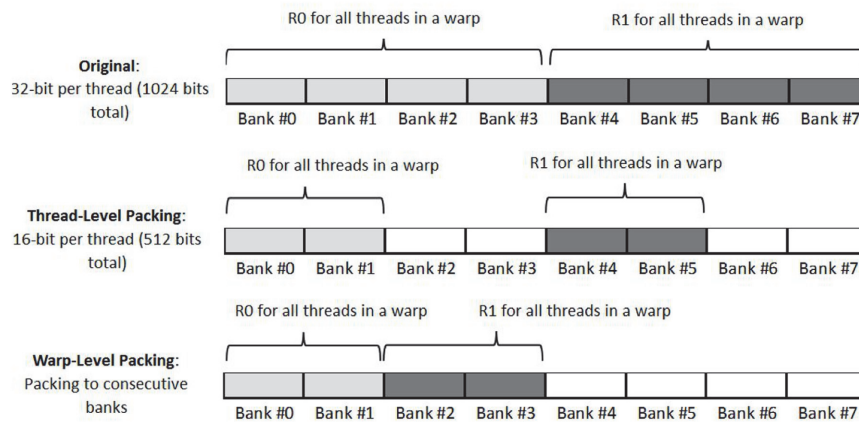 R0 for all threads in a warp
R1 for all threads in a warp
Original:
32-bit per thread (1024 bits
total)
Bank #0 Bank #1 Bank #2 Bank #3 Bank #4 Bank #5 Bank #6 Bank #7
R0 for all threads in a warp
R1 for all threads in a warp
Thread-Level Packing:
16-bit per thread (512 bits
total)
Bank #0 Bank #1 Bank #2 Bank #3 Bank #4 Bank #5 Bank #6 Bank #7
R0 for all threads in a warp
R1 for all threads in a warp
Warp-Level Packing:
Packing to consecutive
banks
Bank #0 Bank #1 Bank #2 Bank #3 Bank #4 Bank #5 Bank #6 Bank #7